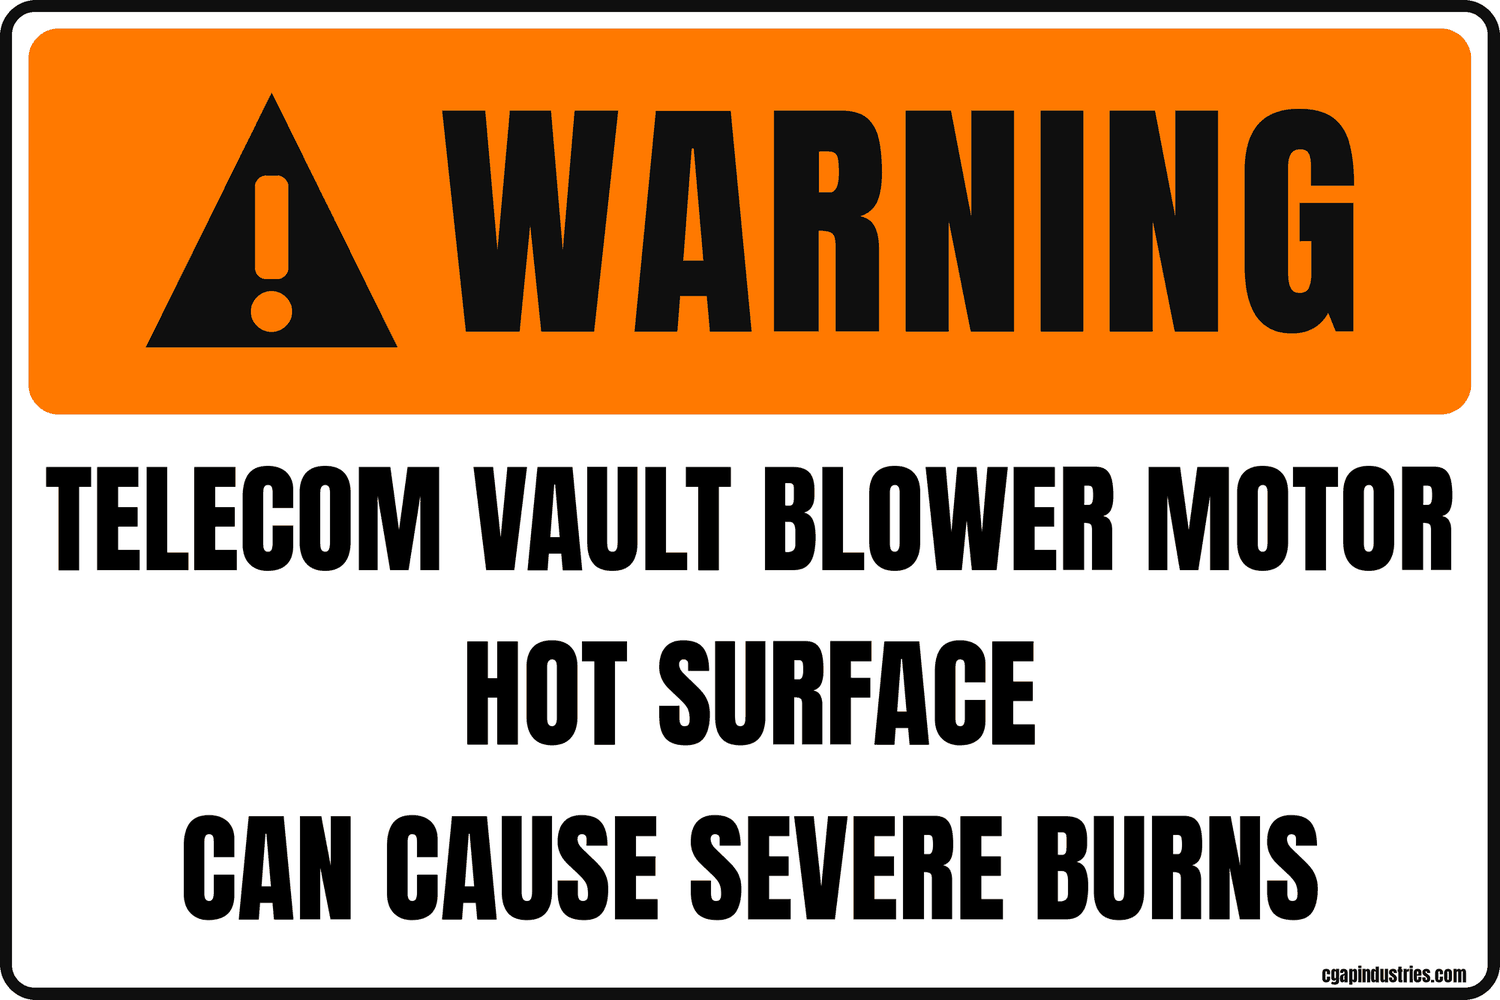 WARNING
TELECOM VAULT BLOWER MOTOR
HOT SURFACE
CAN CAUSE SEVERE BURNS
cgapindustries.com